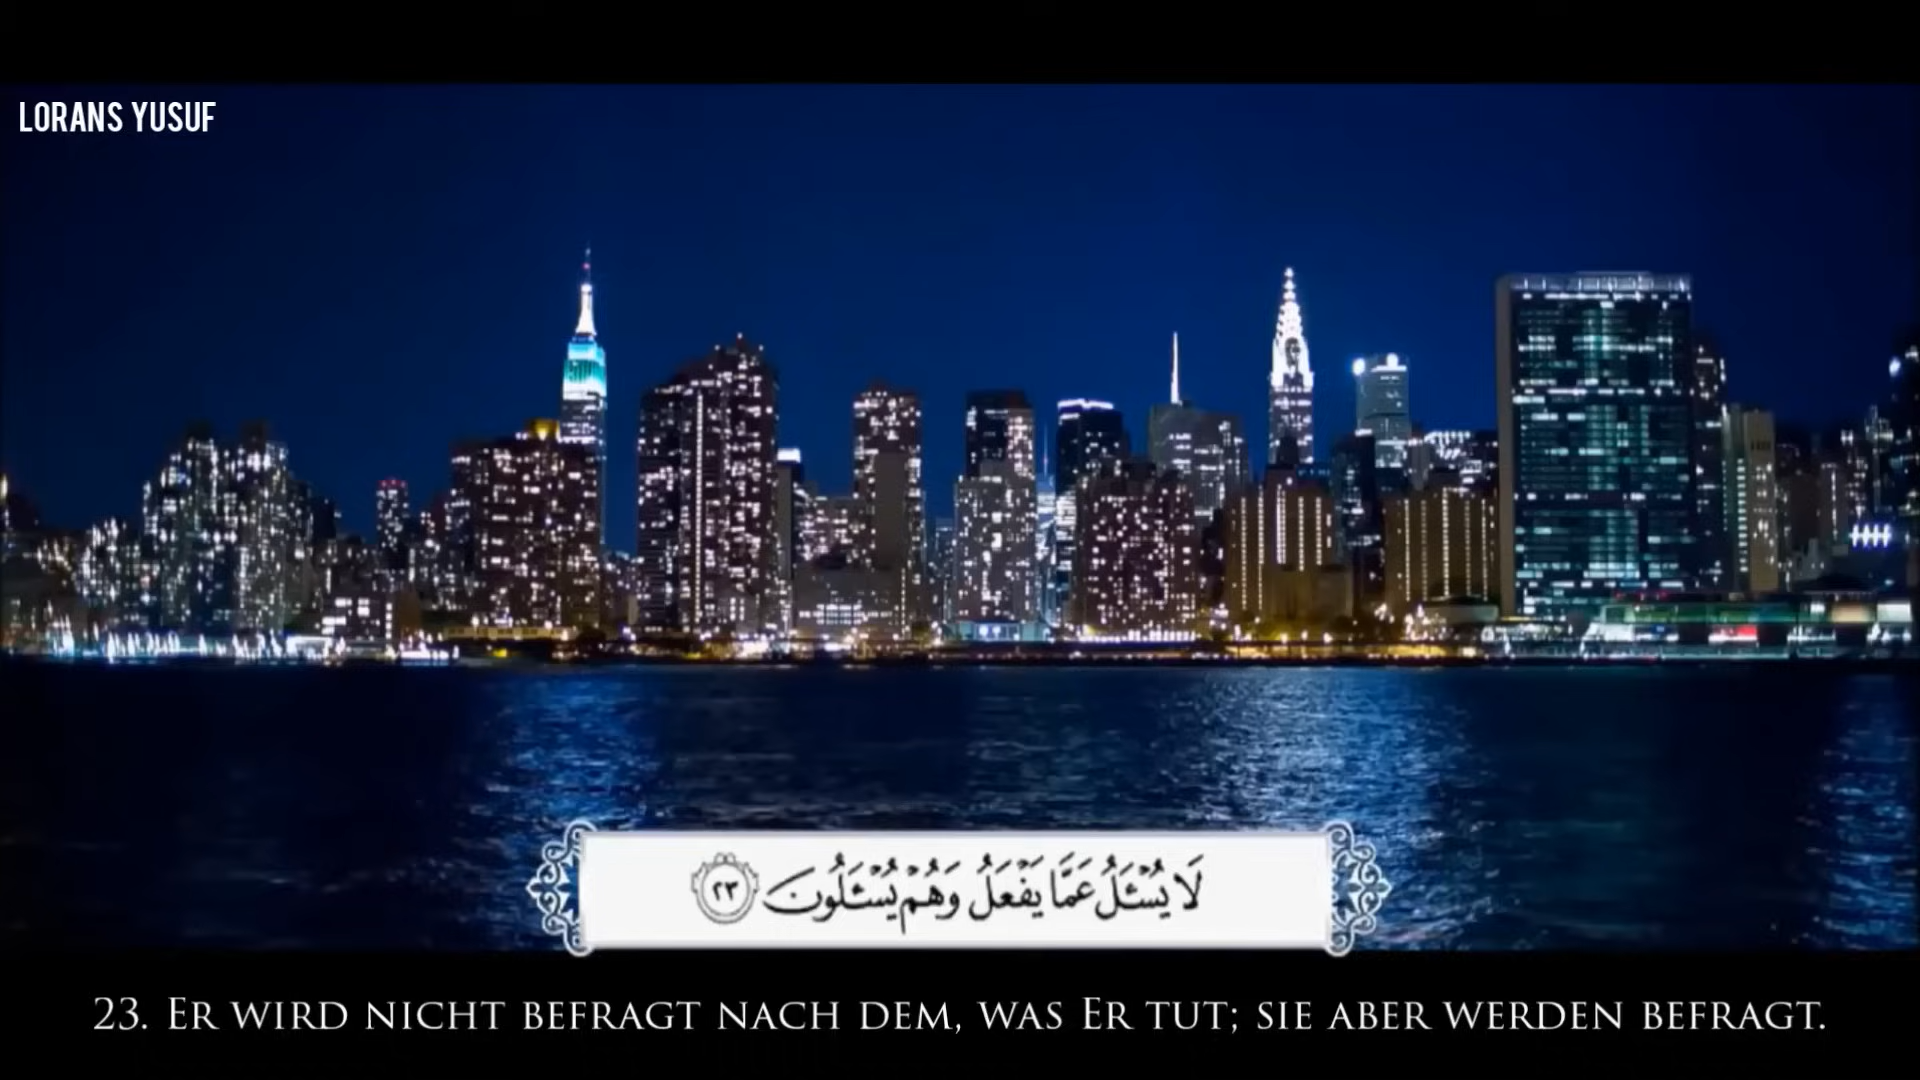 LORANS YUSUF
لَا يُسْـَٔلُ عَمَّا يَفْعَلُ وَهُمْ يُسْـَٔلُونَ ٢٣
23. Er wird nicht befragt nach dem, was Er tut; sie aber werden befragt.